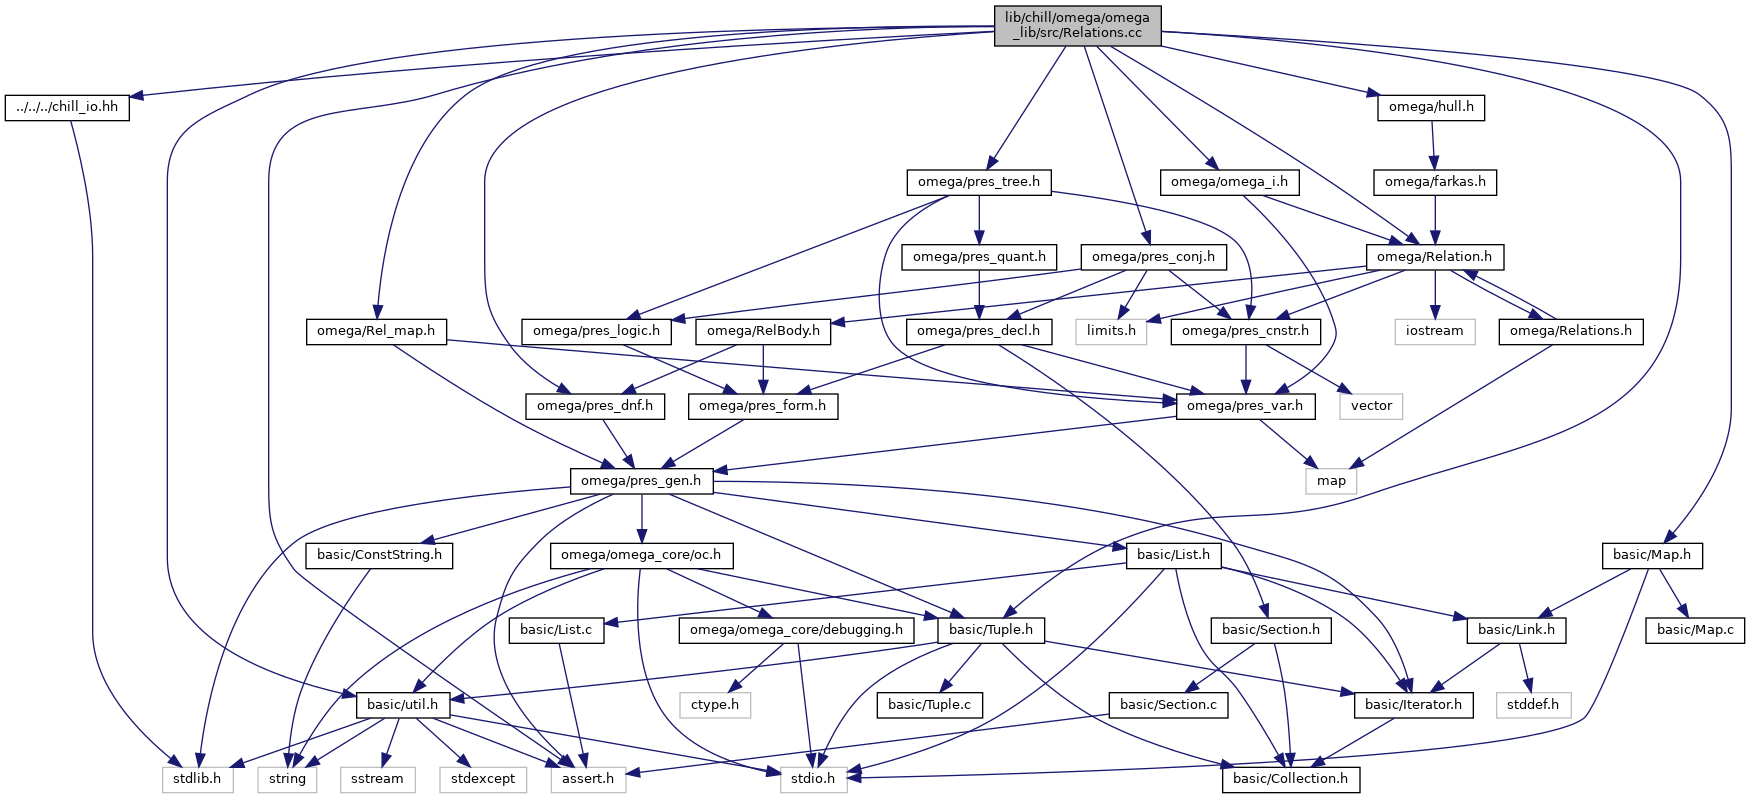 lib/chill/omega/omega
_lib/src/Relations.cc
../../../chill_io.hh
omega/hull.h
omega/pres_tree.h
omega/omega_i.h
omega/farkas.h
omega/pres_quant.h
omega/pres_conj.h
omega/Relation.h
omega/Rel_map.h
omega/pres_logic.h
omega/RelBody.h
omega/pres_decl.h
limits.h
omega/pres_cnstr.h
iostream
omega/Relations.h
omega/pres_dnf.h
omega/pres_form.h
omega/pres_var.h
vector
omega/pres_gen.h
map
basic/ConstString.h
omega/omega_core/oc.h
basic/List.h
basic/Map.h
basic/List.c
omega/omega_core/debugging.h
basic/Tuple.h
basic/Section.h
basic/Link.h
basic/Map.c
basic/util.h
ctype.h
basic/Tuple.c
basic/Section.c
basic/Iterator.h
stddef.h
stdlib.h
string
sstream
stdexcept
assert.h
stdio.h
basic/Collection.h